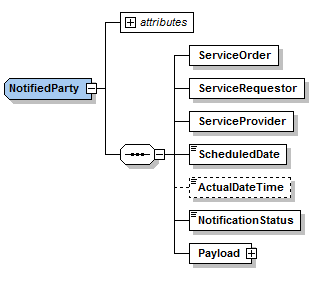 attributes
ServiceOrder
ServiceRequestor
NotifiedParty
ServiceProvider
ScheduledDate
ActualDateTime
NotificationStatus
Payload